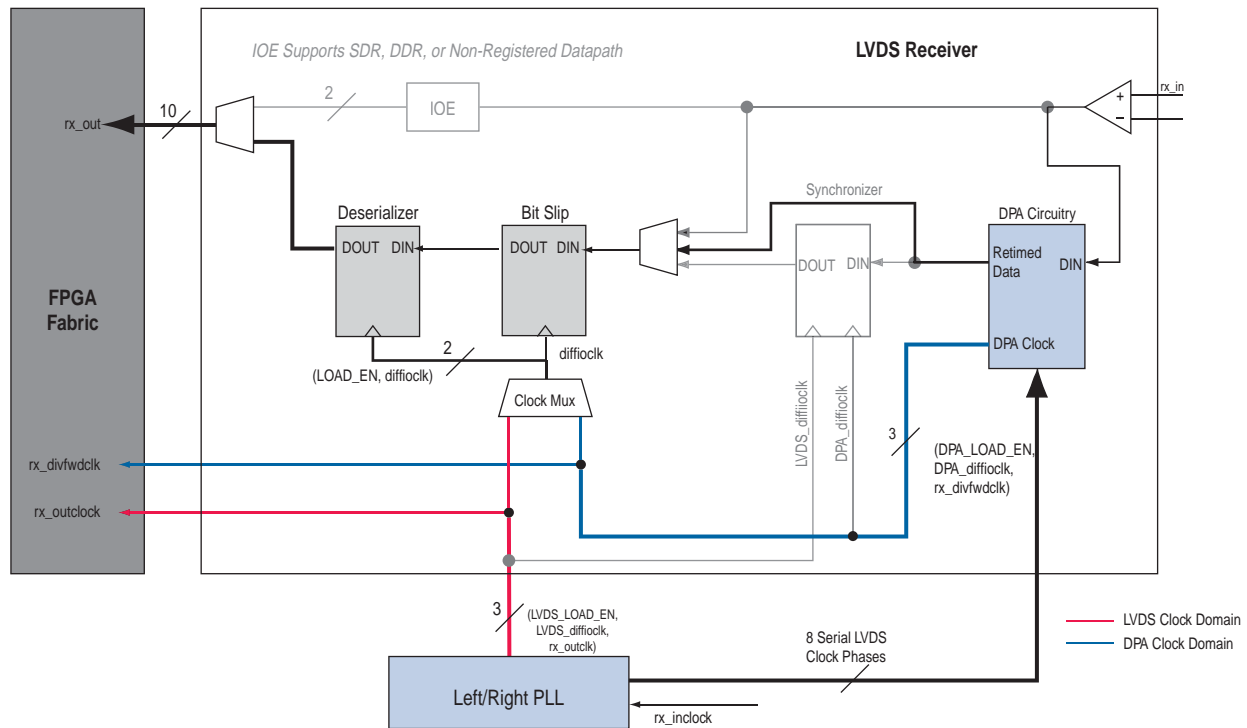 IOE Supports SDR, DDR, or Non-Registered Datapath
LVDS Receiver
rx_in
+
−
2
IOE
10
rx_out
Synchronizer
Deserializer
Bit Slip
DPA Circuitry
DOUT DIN
DOUT DIN
DOUT DIN
Retimed
Data
DIN
DPA Clock
FPGA
Fabric
2
(LOAD_EN, diffioclk)
diffioclk
Clock Mux
LVDS_diffiioclk
DPA_diffioclk
3
(DPA_LOAD_EN,
DPA_diffioclk,
rx_divfwdclk)
rx_divfwdclk
rx_outclock
3
(LVDS_LOAD_EN,
LVDS_diffioclk,
rx_outclk)
8 Serial LVDS
Clock Phases
LVDS Clock Domain
DPA Clock Domain
Left/Right PLL
rx_inclock